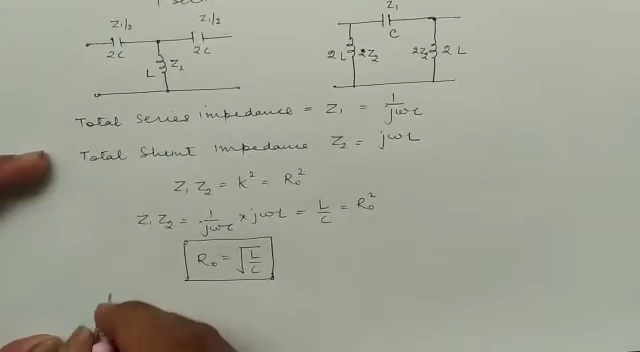 Z₁/2 Z₁/2
2C 2C
L Z₂
Z₁
C
2L 2Z₂ 2Z₂ 2L
Total series impedance = Z₁ = 1/jωC
Total Shunt impedance Z₂ = jωL
Z₁ Z₂ = K² = R₀²
Z₁ Z₂ = 1/jωC × jωL = L/C = R₀²
R₀ = √L/C